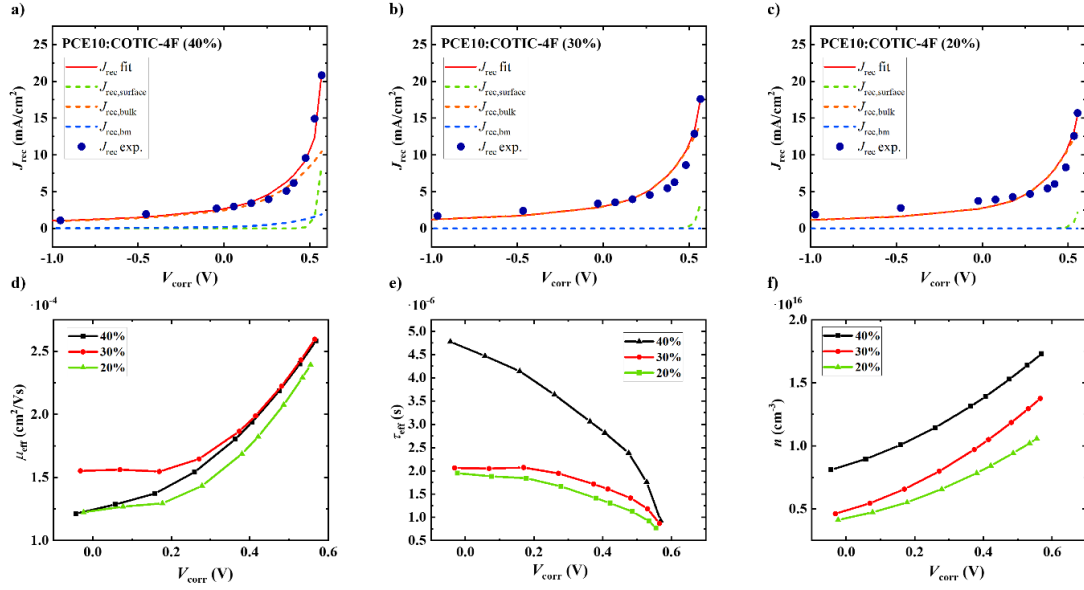 a)
PCE10:COTIC-4F (40%)
J_rec fit
J_rec,surface
J_rec,bulk
J_rec,bm
J_rec exp.
J_rec (mA/cm²)
25
20
15
10
5
0
-1.0 -0.5 0.0 0.5
V_corr (V)
b)
PCE10:COTIC-4F (30%)
J_rec fit
J_rec,surface
J_rec,bulk
J_rec,bm
J_rec exp.
J_rec (mA/cm²)
25
20
15
10
5
0
-1.0 -0.5 0.0 0.5
V_corr (V)
c)
PCE10:COTIC-4F (20%)
J_rec fit
J_rec,surface
J_rec,bulk
J_rec,bm
J_rec exp.
J_rec (mA/cm²)
25
20
15
10
5
0
-1.0 -0.5 0.0 0.5
V_corr (V)
d)
·10⁻⁴
40%
30%
20%
μ_eff (cm²/Vs)
2.5
2.0
1.5
1.0
0.0 0.2 0.4 0.6
V_corr (V)
e)
·10⁻⁶
40%
30%
20%
τ_eff (s)
5.0
4.5
4.0
3.5
3.0
2.5
2.0
1.5
1.0
0.5
0.0 0.2 0.4 0.6
V_corr (V)
f)
·10¹⁶
40%
30%
20%
n (cm⁻³)
2.0
1.5
1.0
0.5
0.0 0.2 0.4 0.6 0.8
V_corr (V)